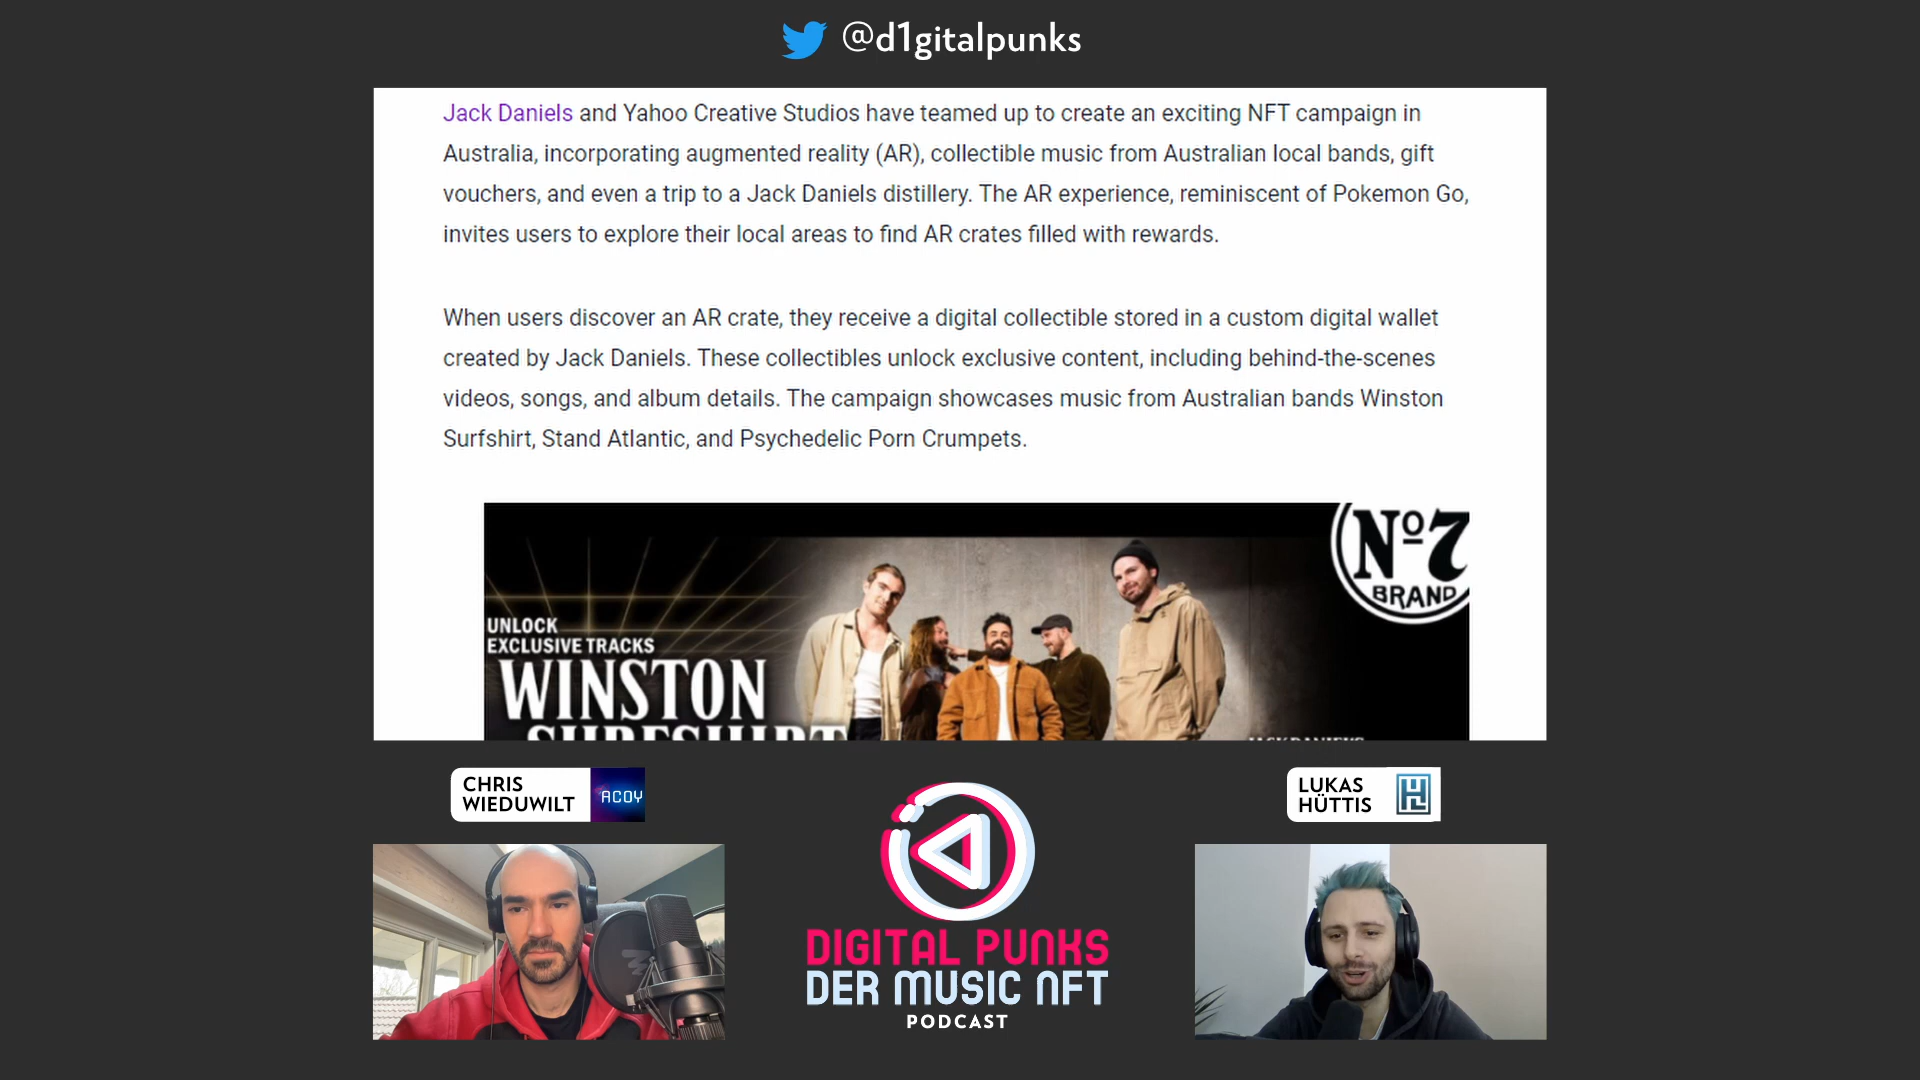 @d1gitalpunks
Jack Daniels and Yahoo Creative Studios have teamed up to create an exciting NFT campaign in
Australia, incorporating augmented reality (AR), collectible music from Australian local bands, gift
vouchers, and even a trip to a Jack Daniels distillery. The AR experience, reminiscent of Pokemon Go,
invites users to explore their local areas to find AR crates filled with rewards.
When users discover an AR crate, they receive a digital collectible stored in a custom digital wallet
created by Jack Daniels. These collectibles unlock exclusive content, including behind-the-scenes
videos, songs, and album details. The campaign showcases music from Australian bands Winston
Surfshirt, Stand Atlantic, and Psychedelic Porn Crumpets.
Nº7
BRAND
UNLOCK
EXCLUSIVE TRACKS
WINSTON
SURFSHIRT
JACK DANIEL'S
CHRIS
WIEDUWILT
ACOY
LUKAS
HÜTTIS
DIGITAL PUNKS
DER MUSIC NFT
PODCAST